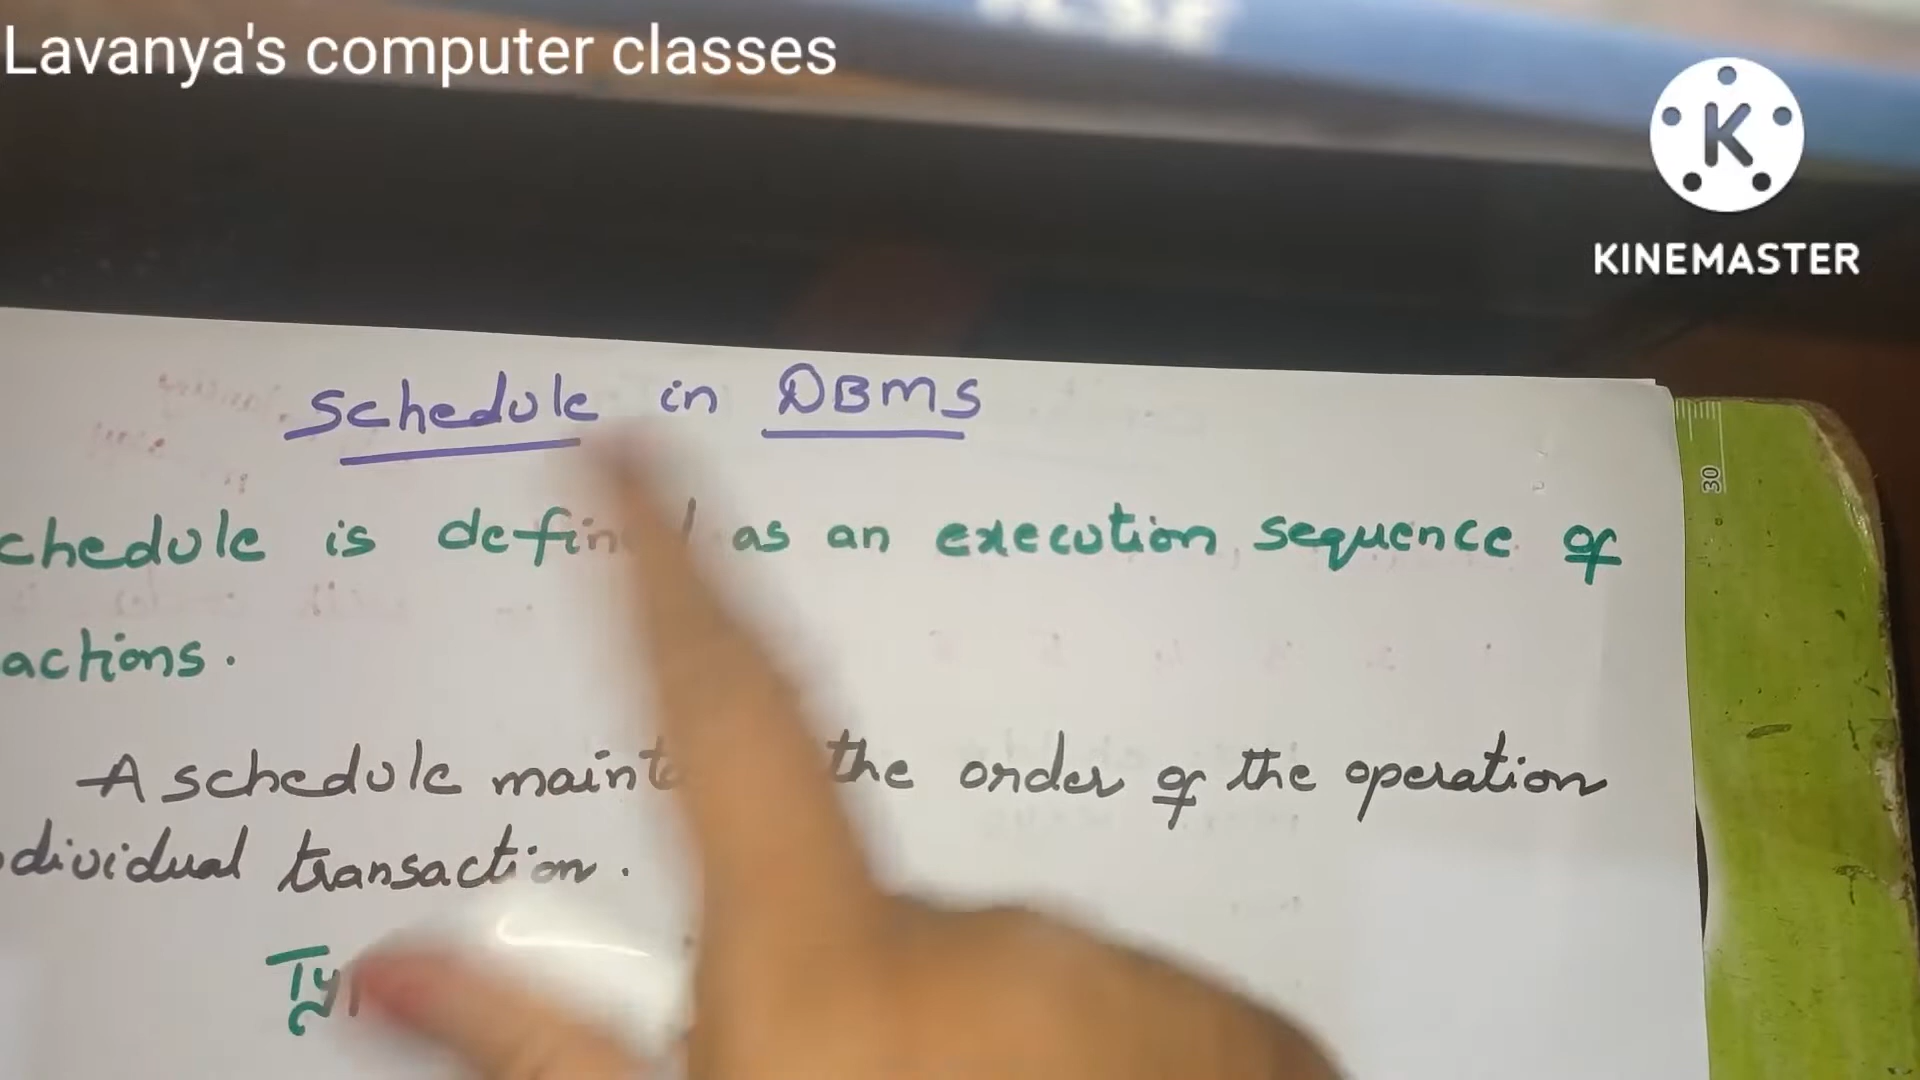 Lavanya's computer classes
K
KINEMASTER
Schedule in DBMS
chedule is as an execution sequence of
actions.
A schedule the order of the operation
dividual transaction.
30